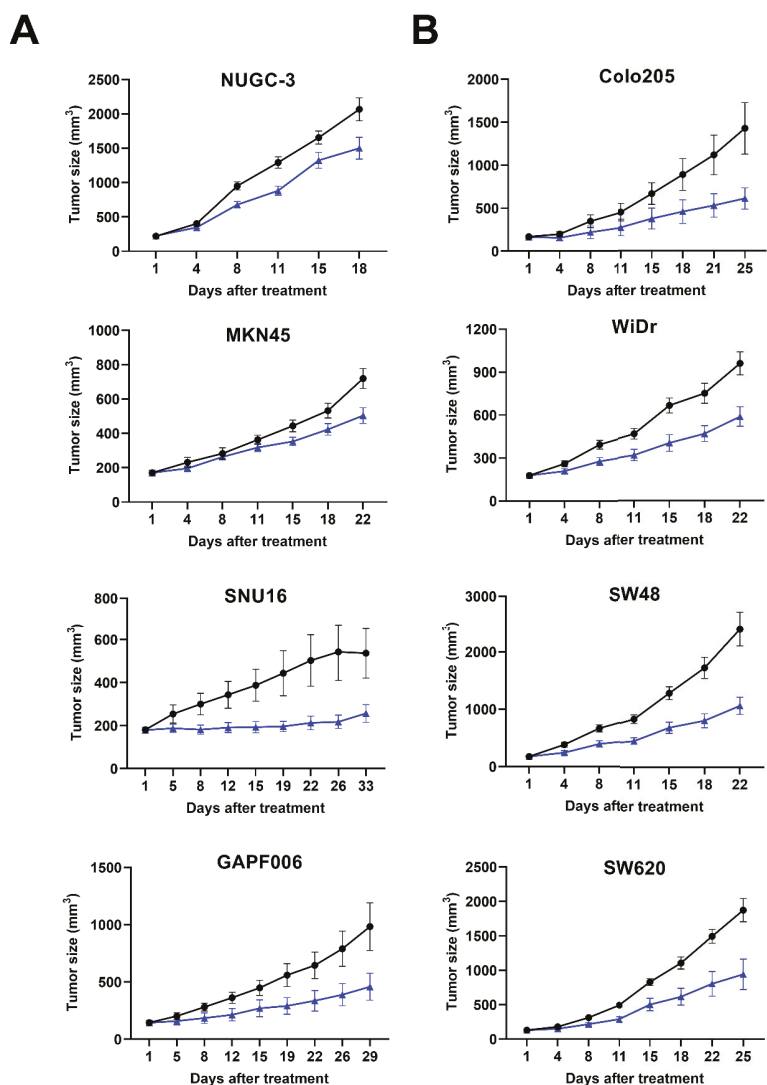 A
B
NUGC-3
Tumor size (mm³)
2500
2000
1500
1000
500
0
1 4 8 11 15 18
Days after treatment
Colo205
Tumor size (mm³)
2000
1500
1000
500
0
1 4 8 11 15 18 21 25
Days after treatment
MKN45
Tumor size (mm³)
1000
800
600
400
200
0
1 4 8 11 15 18 22
Days after treatment
WiDr
Tumor size (mm³)
1200
900
600
300
0
1 4 8 11 15 18 22
Days after treatment
SNU16
Tumor size (mm³)
800
600
400
200
0
1 5 8 12 15 19 22 26 33
Days after treatment
SW48
Tumor size (mm³)
3000
2000
1000
0
1 4 8 11 15 18 22
Days after treatment
GAPF006
Tumor size (mm³)
1500
1000
500
0
1 5 8 12 15 19 22 26 29
Days after treatment
SW620
Tumor size (mm³)
2500
2000
1500
1000
500
0
1 4 8 11 15 18 22 25
Days after treatment